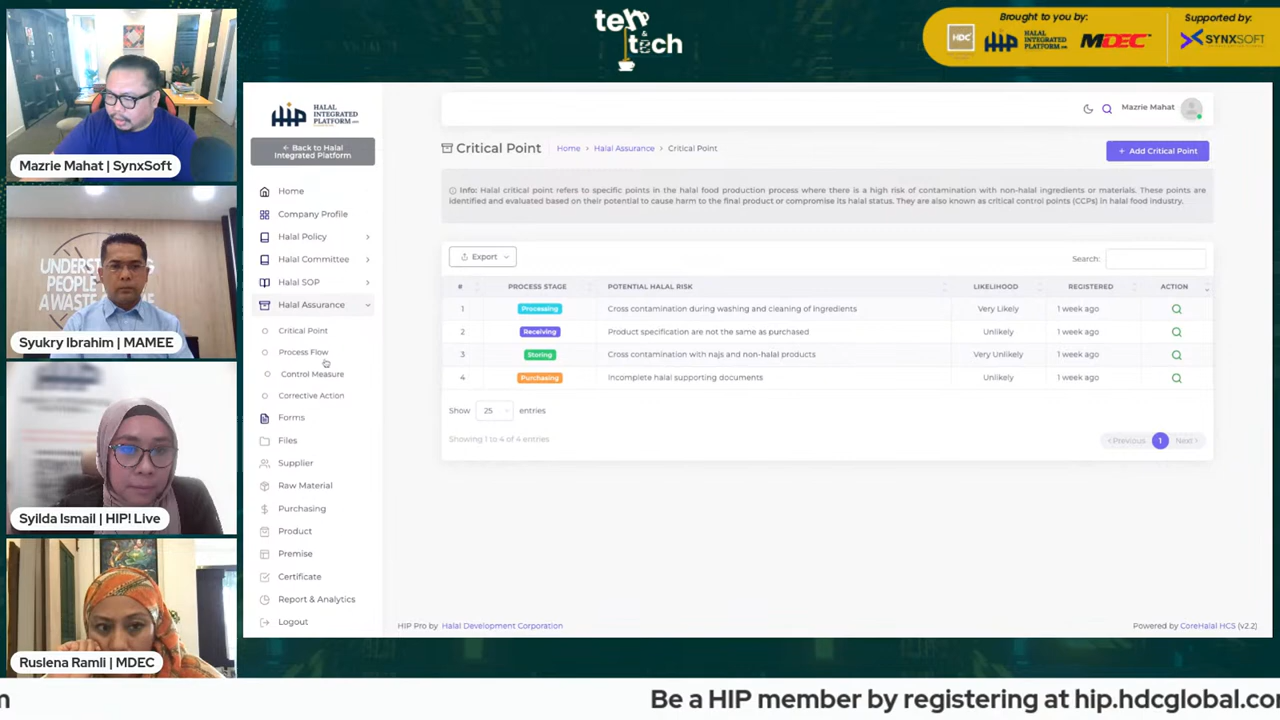 teh
&
tech
Brought to you by:
HDC
HALAL
INTEGRATED
PLATFORM
MDEC
Supported by:
SYNXSOFT
Mazrie Mahat | SynxSoft
UNDERST
PEOPL
A WASTE
Syukry Ibrahim | MAMEE
Syilda Ismail | HIP! Live
Ruslena Ramli | MDEC
HIP
HALAL
INTEGRATED
PLATFORM
← Back to Halal
Integrated Platform
Home
Company Profile
Halal Policy
Halal Committee
Halal SOP
Halal Assurance
Critical Point
Process Flow
Control Measure
Corrective Action
Forms
Files
Supplier
Raw Material
Purchasing
Product
Premise
Certificate
Report & Analytics
Logout
Mazrie Mahat
Critical Point Home > Halal Assurance > Critical Point
+ Add Critical Point
Info: Halal critical point refers to specific points in the halal food production process where there is a high risk of contamination with non-halal ingredients or materials. These points are
identified and evaluated based on their potential to cause harm to the final product or compromise its halal status. They are also known as critical control points (CCPs) in halal food industry.
Export
Search:
# PROCESS STAGE POTENTIAL HALAL RISK LIKELIHOOD REGISTERED ACTION
1 Processing Cross contamination during washing and cleaning of ingredients Very Likely 1 week ago
2 Receiving Product specification are not the same as purchased Unlikely 1 week ago
3 Storing Cross contamination with najs and non-halal products Very Unlikely 1 week ago
4 Purchasing Incomplete halal supporting documents Unlikely 1 week ago
Show 25 entries
Showing 1 to 4 of 4 entries
<Previous 1 Next>
HIP Pro by Halal Development Corporation
Powered by CoreHalal HCS (v2.2)
m Be a HIP member by registering at hip.hdcglobal.com